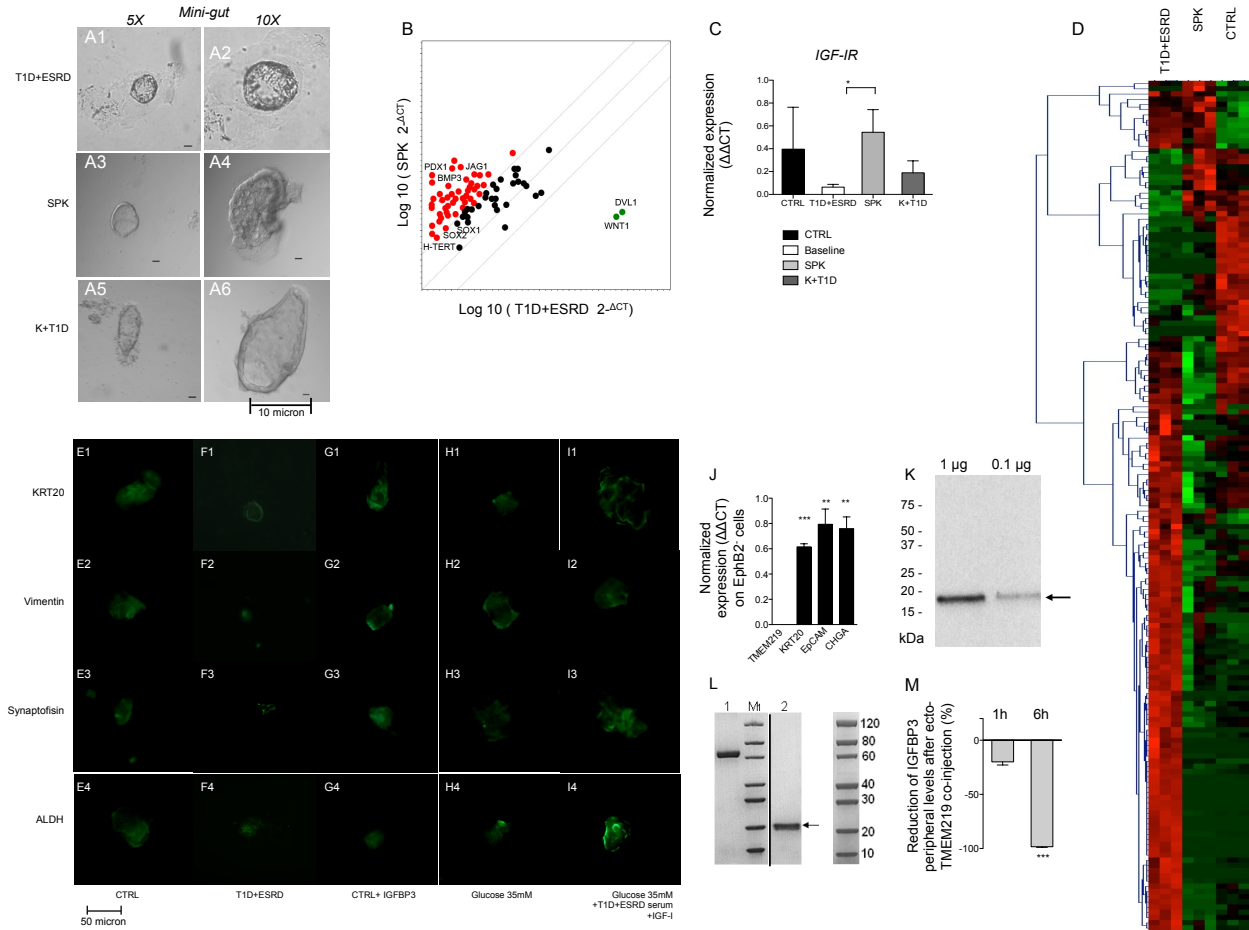 Mini-gut
5X
10X
A1
A2
T1D+ESRD
A3
A4
SPK
A5
A6
K+T1D
10 micron
B
Log 10 ( SPK 2-ΔCT)
PDX1
JAG1
BMP3
SOX1
SOX2
H-TERT
DVL1
WNT1
Log 10 ( T1D+ESRD 2-ΔCT)
C
IGF-IR
Normalized expression
(ΔΔCT)
1.0
0.8
0.6
0.4
0.2
0.0
*
CTRL
T1D+ESRD
SPK
K+T1D
CTRL
Baseline
SPK
K+T1D
D
T1D+ESRD
SPK
CTRL
E1
F1
G1
H1
I1
KRT20
E2
F2
G2
H2
I2
Vimentin
E3
F3
G3
H3
I3
Synaptofisin
E4
F4
G4
H4
I4
ALDH
CTRL
T1D+ESRD
CTRL+ IGFBP3
Glucose 35mM
Glucose 35mM
+T1D+ESRD serum
+IGF-I
50 micron
J
Normalized
expression (ΔΔCT)
on EphB2- cells
1.0
0.8
0.6
0.4
0.2
0.0
***
**
**
TMEM219
KRT20
EpCAM
CHGA
K
1 µg
0.1 µg
75 -
50 -
37 -
25 -
20 -
15 -
kDa
L
1
M
2
120
80
60
40
30
20
10
M
Reduction of IGFBP3
peripheral levels after ecto-
TMEM219 co-injection (%)
1h
6h
0
-50
-100
***